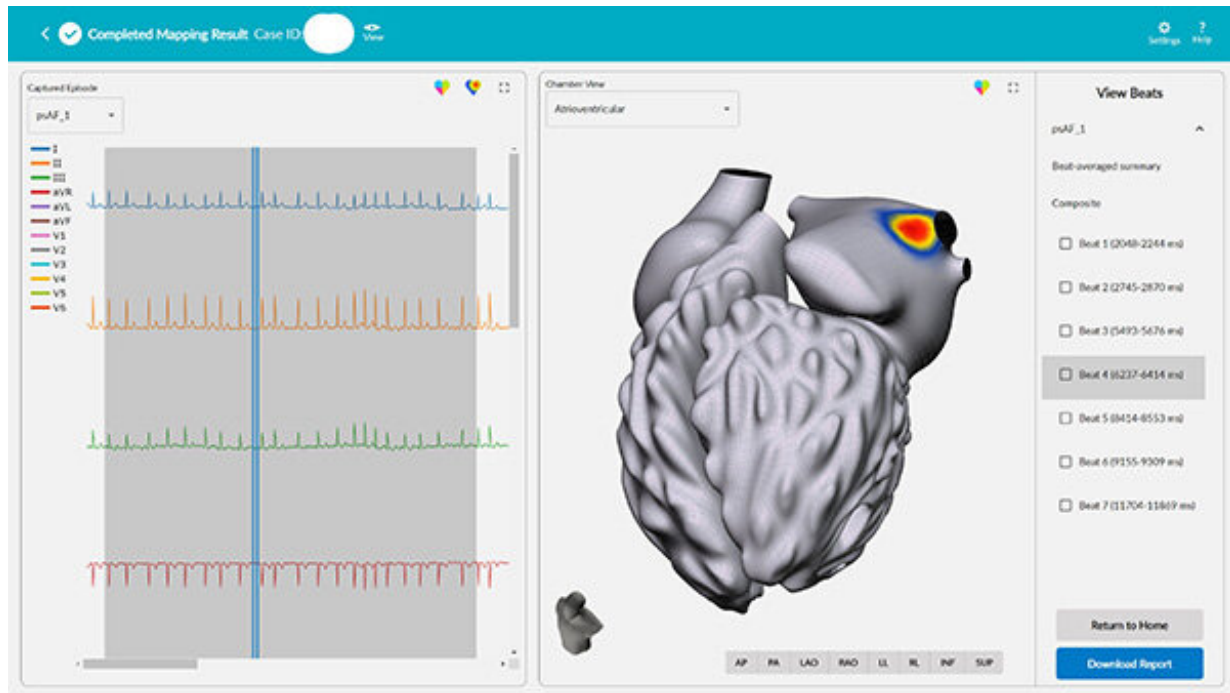 Completed Mapping Result Case ID:
View
Settings
Help
Captured Episode
psAF_1
I
II
III
aVR
aVL
aVF
V1
V2
V3
V4
V5
V6
Chamber View
Atrioventricular
AP PA LAO RAO LL RL INF SUP
View Beats
psAF_1
Beat-averaged summary
Composite
Beat 1 (2048-2244 ms)
Beat 2 (2745-2870 ms)
Beat 3 (5493-5676 ms)
Beat 4 (6237-6414 ms)
Beat 5 (8414-8553 ms)
Beat 6 (9155-9309 ms)
Beat 7 (11704-11869 ms)
Return to Home
Download Report